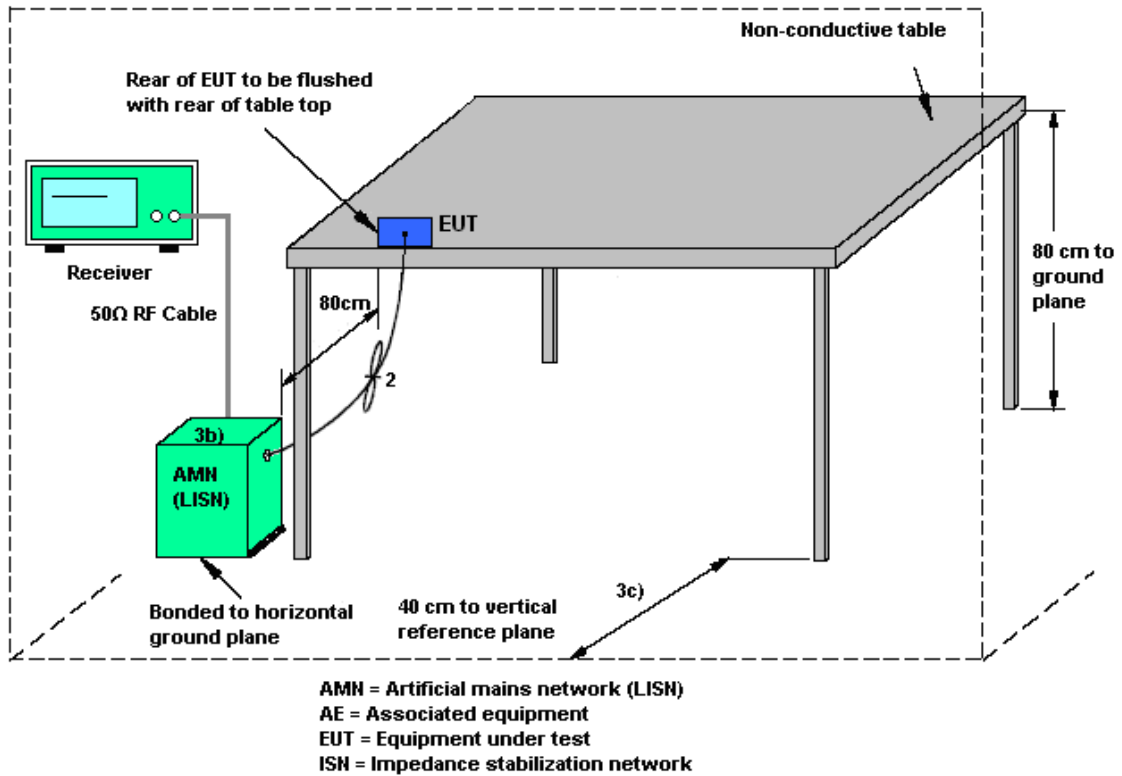 Non-conductive table
Rear of EUT to be flushed
with rear of table top
EUT
Receiver
80 cm to
ground
plane
80cm
50Ω RF Cable
2
3b)
AMN
(LISN)
3c)
Bonded to horizontal
ground plane
40 cm to vertical
reference plane
AMN = Artificial mains network (LISN)
AE = Associated equipment
EUT = Equipment under test
ISN = Impedance stabilization network